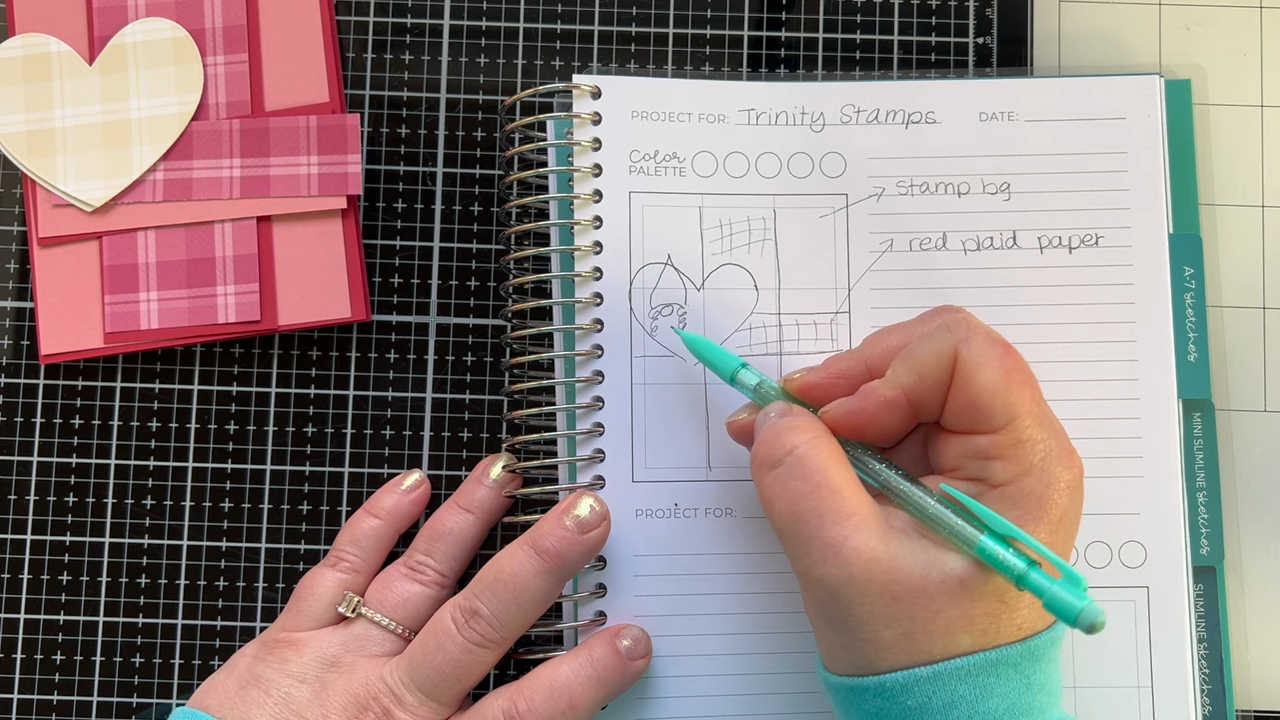 PROJECT FOR: Trinity Stamps DATE:
Color
PALETTE
stamp bg
red plaid paper
PROJECT FOR:
A-7 Sketches
MINI SLIMLINE Sketches
SLIMLINE Sketches